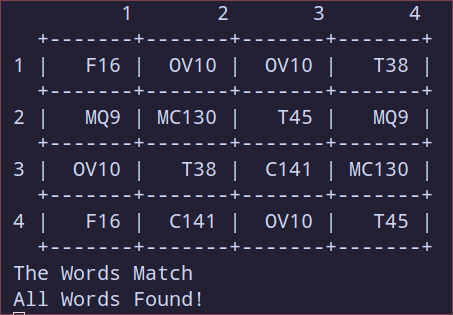 1 2 3 4
+-------+-------+-------+-------+
1 | F16 | OV10 | OV10 | T38 |
+-------+-------+-------+-------+
2 | MQ9 | MC130 | T45 | MQ9 |
+-------+-------+-------+-------+
3 | OV10 | T38 | C141 | MC130 |
+-------+-------+-------+-------+
4 | F16 | C141 | OV10 | T45 |
+-------+-------+-------+-------+
The Words Match
All Words Found!